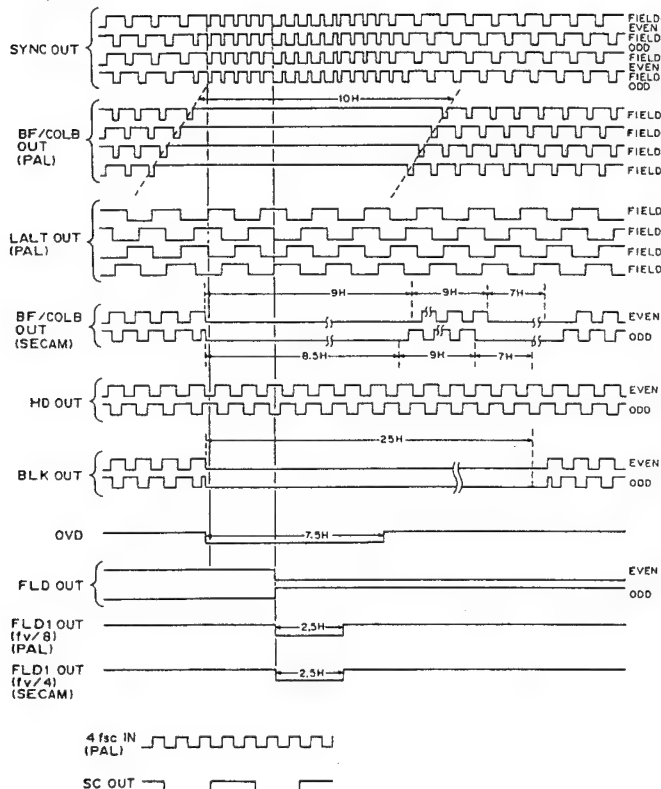 FIELD
EVEN
FIELD
SYNC OUT
ODD
FIELD
EVEN
FIELD
ODD
10H
FIELD
BF/COLB
OUT
(PAL)
FIELD
FIELD
FIELD
FIELD
LALT OUT
(PAL)
FIELD
FIELD
FIELD
9H
9H
7H
BF/COLB
OUT
(SECAM)
EVEN
ODD
8.5H
9H
7H
HD OUT
EVEN
ODD
25H
BLK OUT
EVEN
ODD
OVD
7.5H
FLD OUT
EVEN
ODD
FLD1 OUT
(fv/8)
(PAL)
2.5H
FLD1 OUT
(fv/4)
(SECAM)
2.5H
4 fsc IN
(PAL)
SC OUT